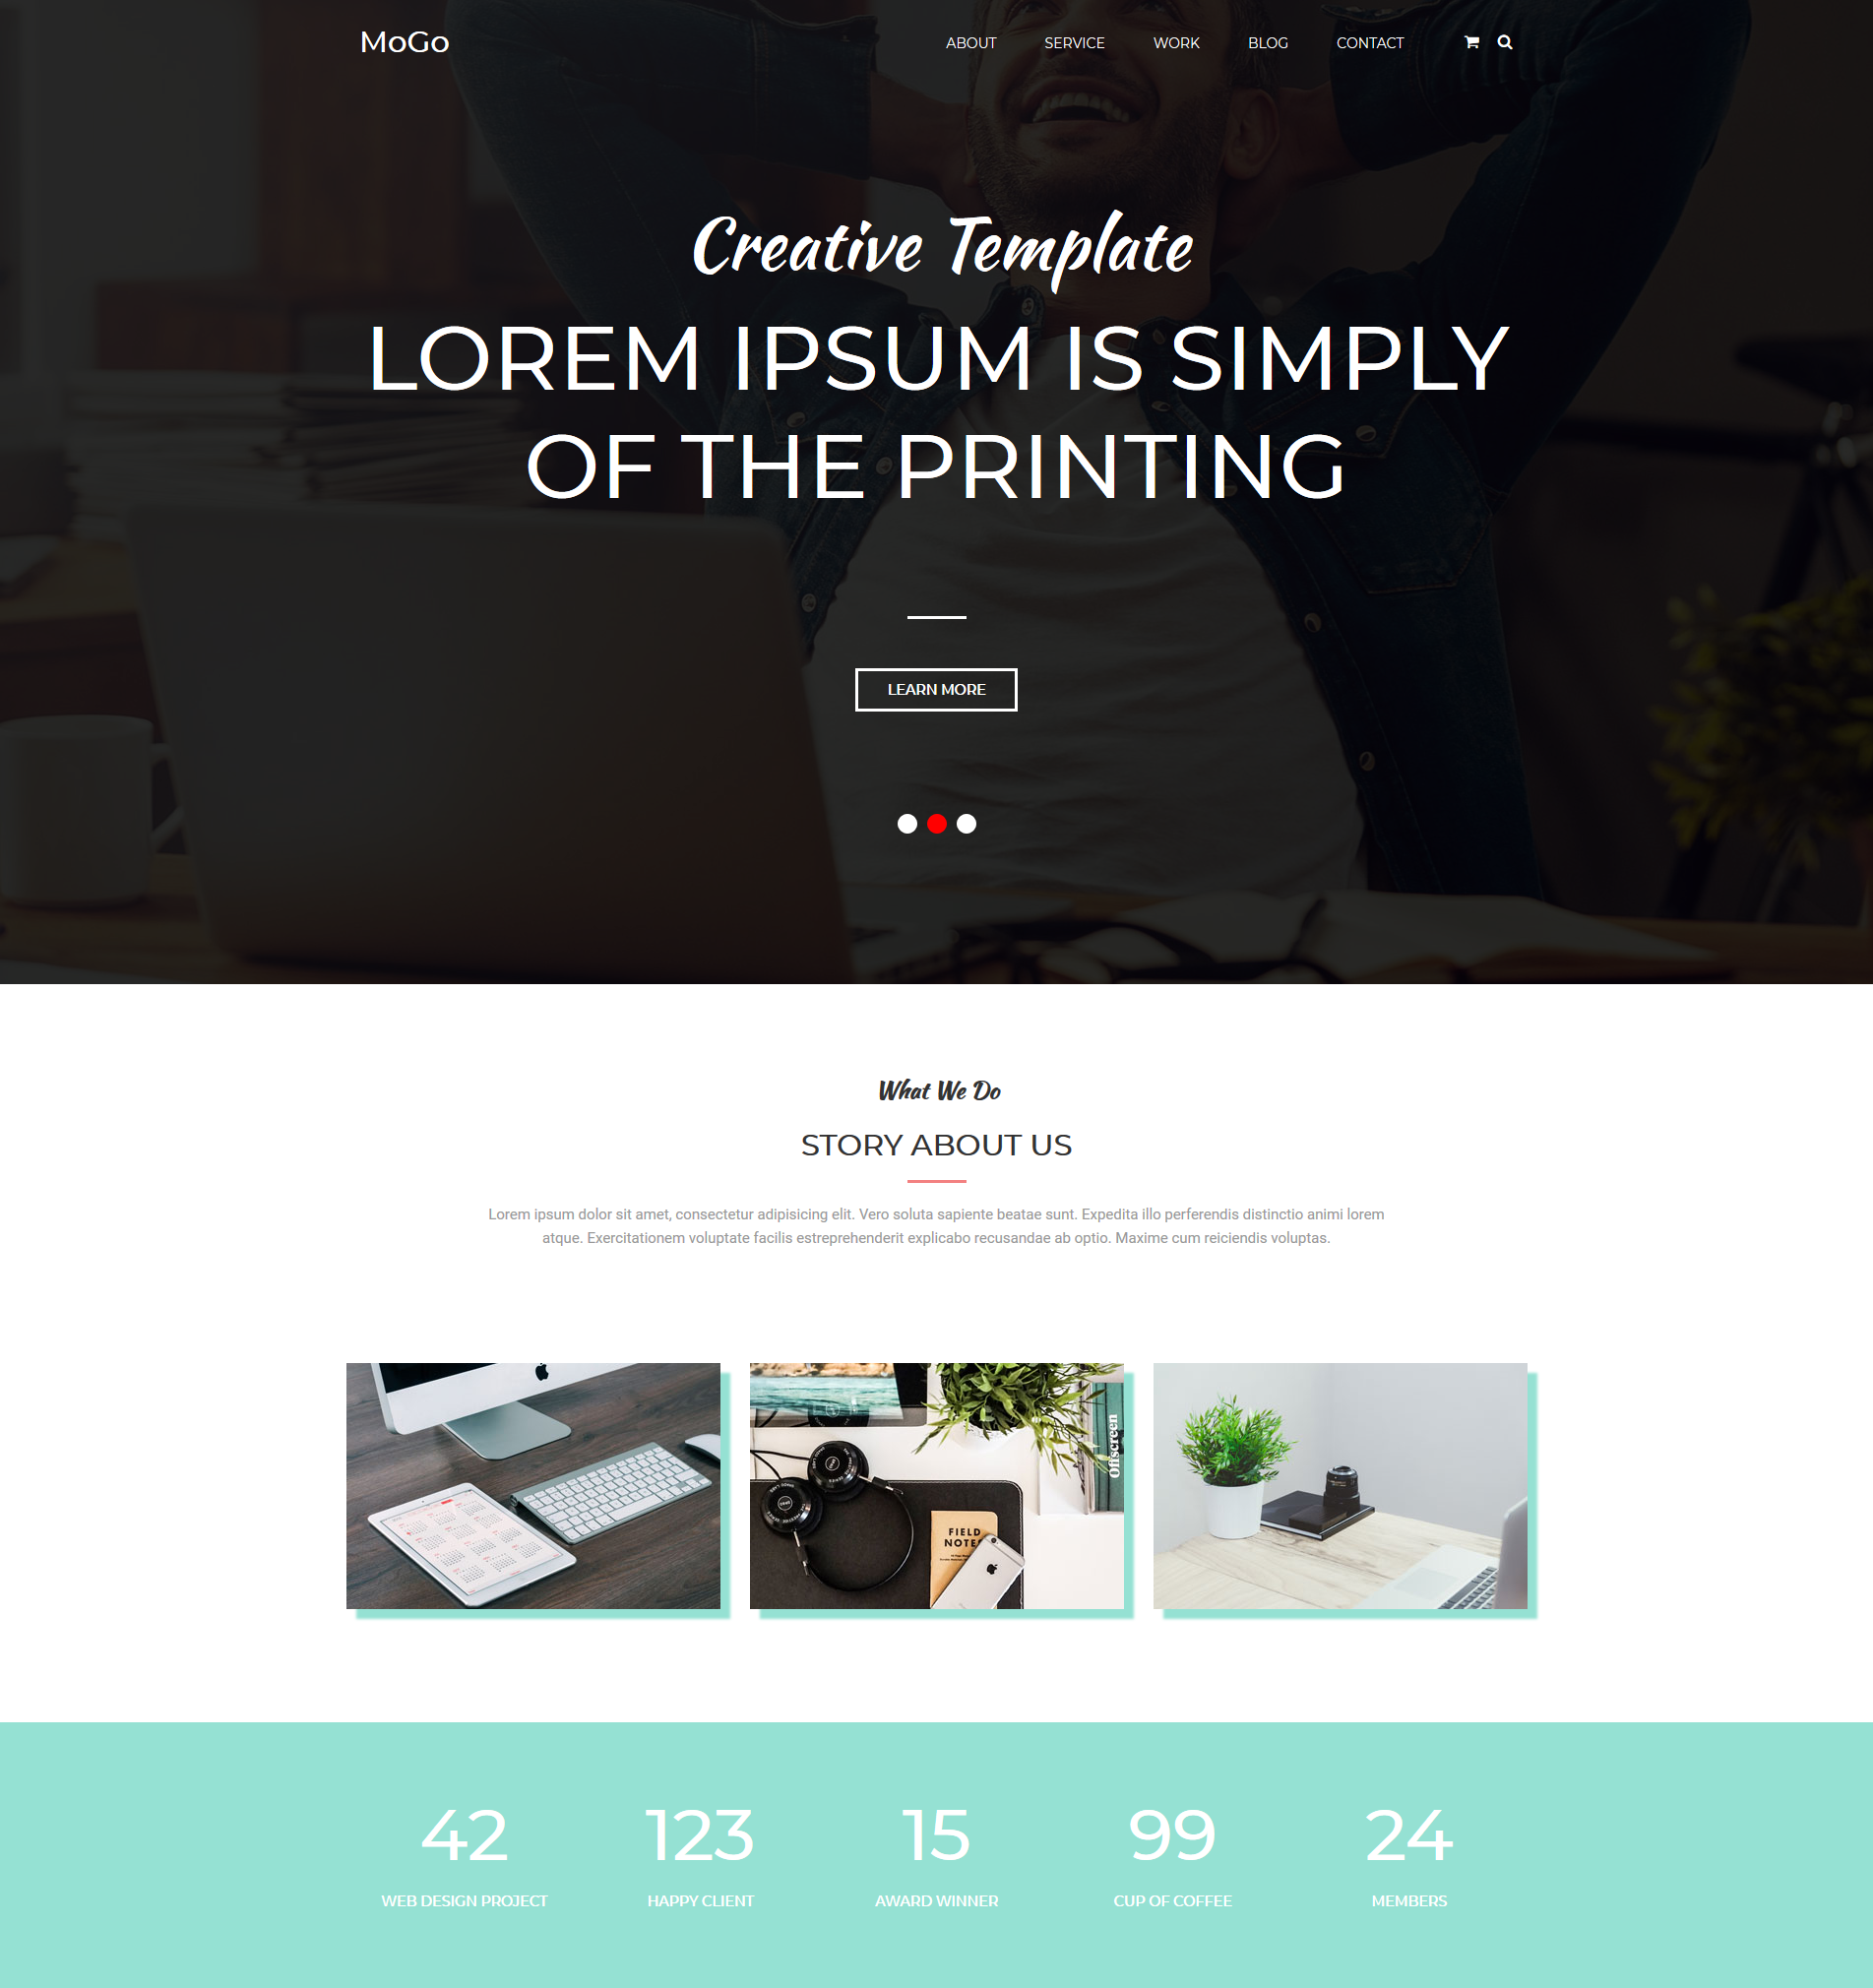 MoGo
ABOUT SERVICE WORK BLOG CONTACT
Creative Template
LOREM IPSUM IS SIMPLY
OF THE PRINTING
LEARN MORE
What We Do
STORY ABOUT US
Lorem ipsum dolor sit amet, consectetur adipisicing elit. Vero soluta sapiente beatae sunt. Expedita illo perferendis distinctio animi lorem
atque. Exercitationem voluptate facilis estreprehenderit explicabo recusandae ab optio. Maxime cum reiciendis voluptas.
Offscreen
FIELD
NOTES
42 123 15 99 24
WEB DESIGN PROJECT HAPPY CLIENT AWARD WINNER CUP OF COFFEE MEMBERS